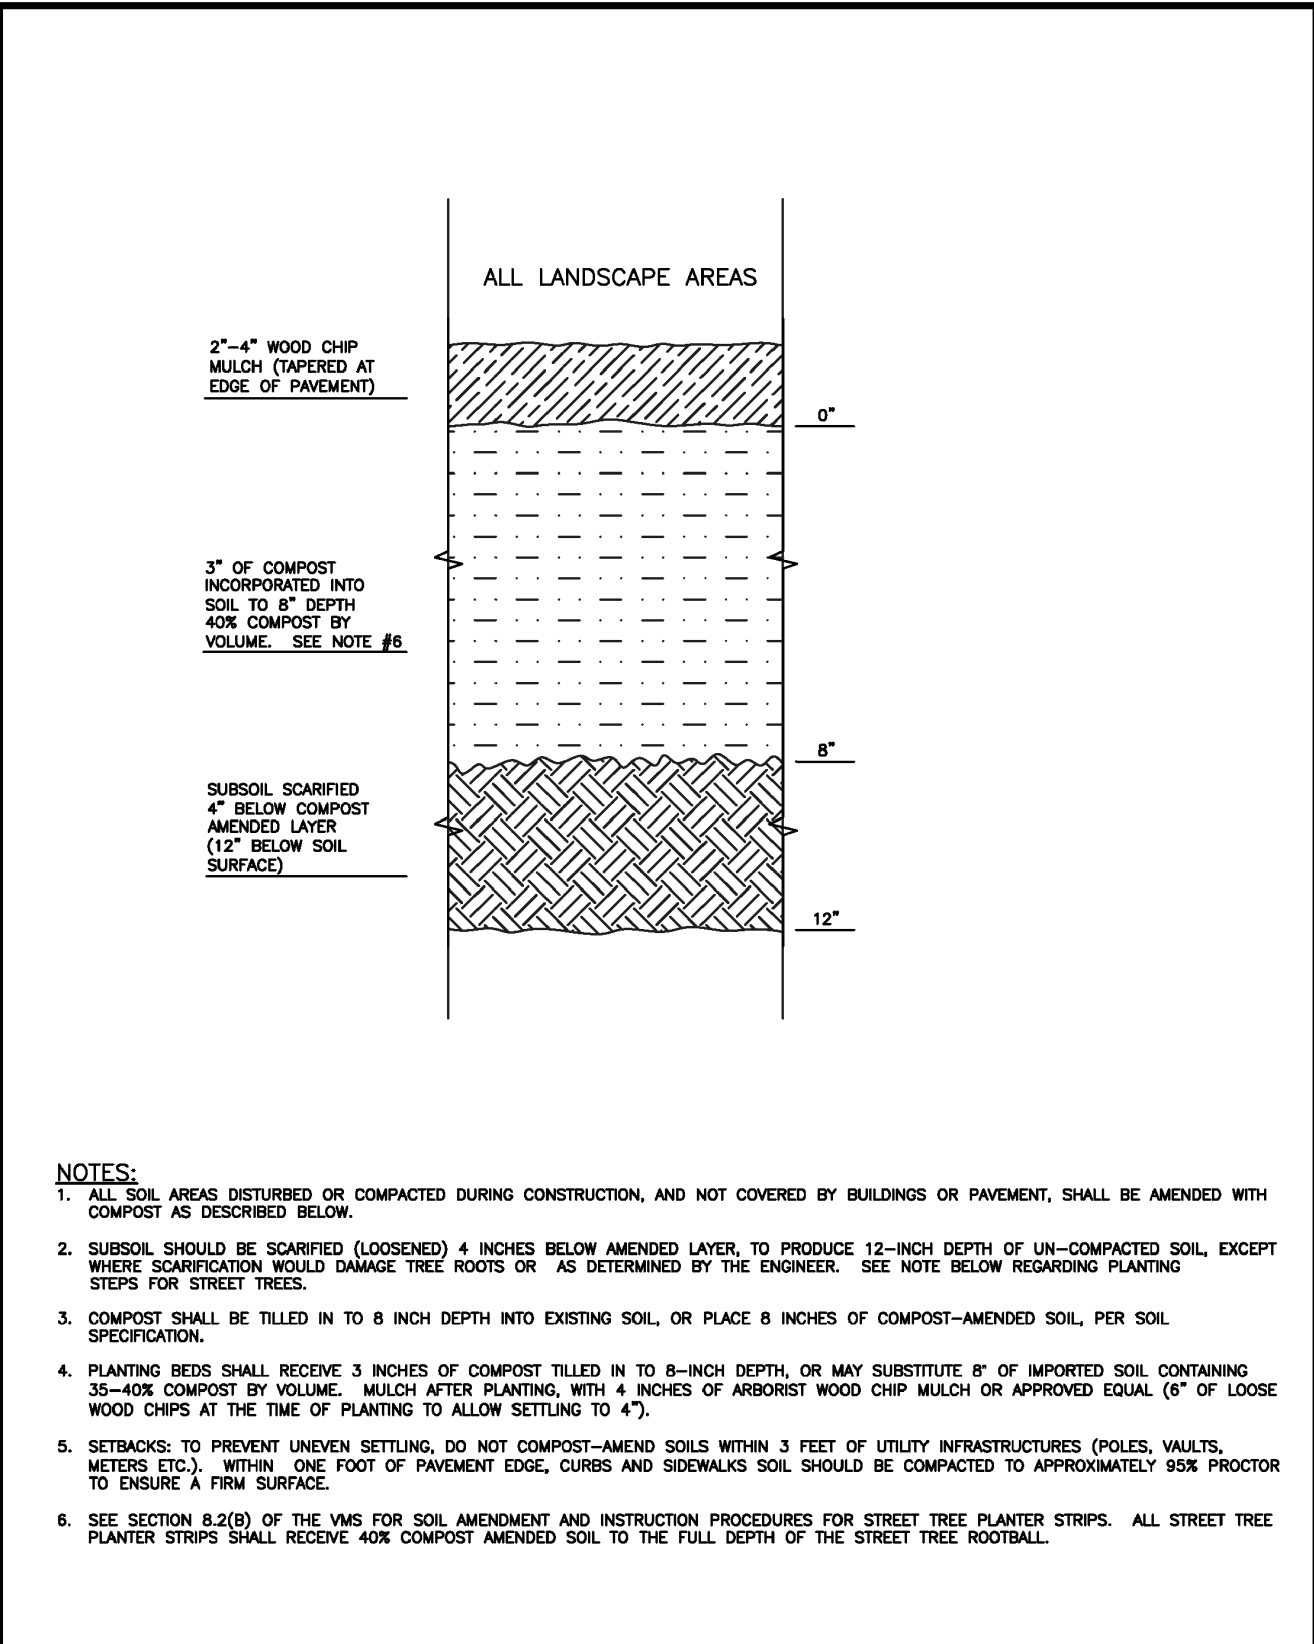 ALL LANDSCAPE AREAS
2"-4" WOOD CHIP
MULCH (TAPERED AT
EDGE OF PAVEMENT)
0"
3" OF COMPOST
INCORPORATED INTO
SOIL TO 8" DEPTH
40% COMPOST BY
VOLUME. SEE NOTE #6
8"
SUBSOIL SCARIFIED
4" BELOW COMPOST
AMENDED LAYER
(12" BELOW SOIL
SURFACE)
12"
NOTES:
1. ALL SOIL AREAS DISTURBED OR COMPACTED DURING CONSTRUCTION, AND NOT COVERED BY BUILDINGS OR PAVEMENT, SHALL BE AMENDED WITH
COMPOST AS DESCRIBED BELOW.
2. SUBSOIL SHOULD BE SCARIFIED (LOOSENED) 4 INCHES BELOW AMENDED LAYER, TO PRODUCE 12-INCH DEPTH OF UN-COMPACTED SOIL, EXCEPT
WHERE SCARIFICATION WOULD DAMAGE TREE ROOTS OR AS DETERMINED BY THE ENGINEER. SEE NOTE BELOW REGARDING PLANTING
STEPS FOR STREET TREES.
3. COMPOST SHALL BE TILLED IN TO 8 INCH DEPTH INTO EXISTING SOIL, OR PLACE 8 INCHES OF COMPOST-AMENDED SOIL, PER SOIL
SPECIFICATION.
4. PLANTING BEDS SHALL RECEIVE 3 INCHES OF COMPOST TILLED IN TO 8-INCH DEPTH, OR MAY SUBSTITUTE 8" OF IMPORTED SOIL CONTAINING
35-40% COMPOST BY VOLUME. MULCH AFTER PLANTING, WITH 4 INCHES OF ARBORIST WOOD CHIP MULCH OR APPROVED EQUAL (6" OF LOOSE
WOOD CHIPS AT THE TIME OF PLANTING TO ALLOW SETTLING TO 4").
5. SETBACKS: TO PREVENT UNEVEN SETTLING, DO NOT COMPOST-AMEND SOILS WITHIN 3 FEET OF UTILITY INFRASTRUCTURES (POLES, VAULTS,
METERS ETC.). WITHIN ONE FOOT OF PAVEMENT EDGE, CURBS AND SIDEWALKS SOIL SHOULD BE COMPACTED TO APPROXIMATELY 95% PROCTOR
TO ENSURE A FIRM SURFACE.
6. SEE SECTION 8.2(B) OF THE VMS FOR SOIL AMENDMENT AND INSTRUCTION PROCEDURES FOR STREET TREE PLANTER STRIPS. ALL STREET TREE
PLANTER STRIPS SHALL RECEIVE 40% COMPOST AMENDED SOIL TO THE FULL DEPTH OF THE STREET TREE ROOTBALL.